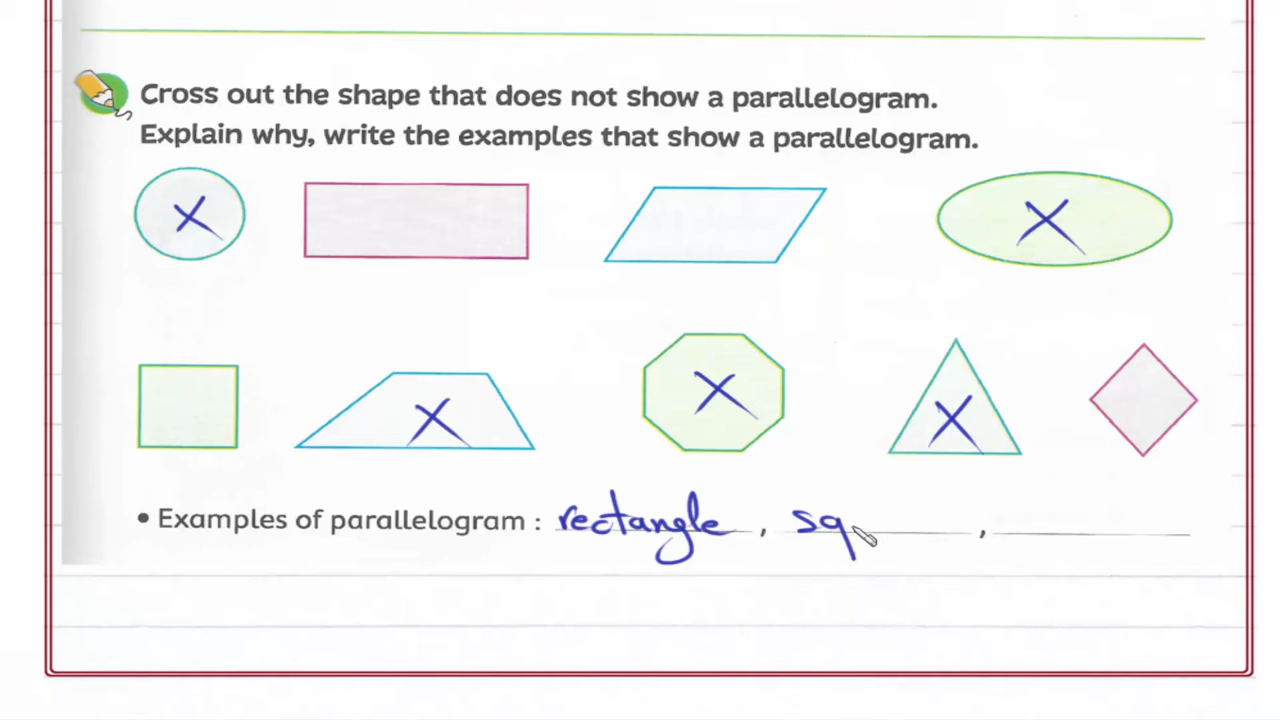 Cross out the shape that does not show a parallelogram.
Explain why, write the examples that show a parallelogram.
• Examples of parallelogram : rectangle , sq ,